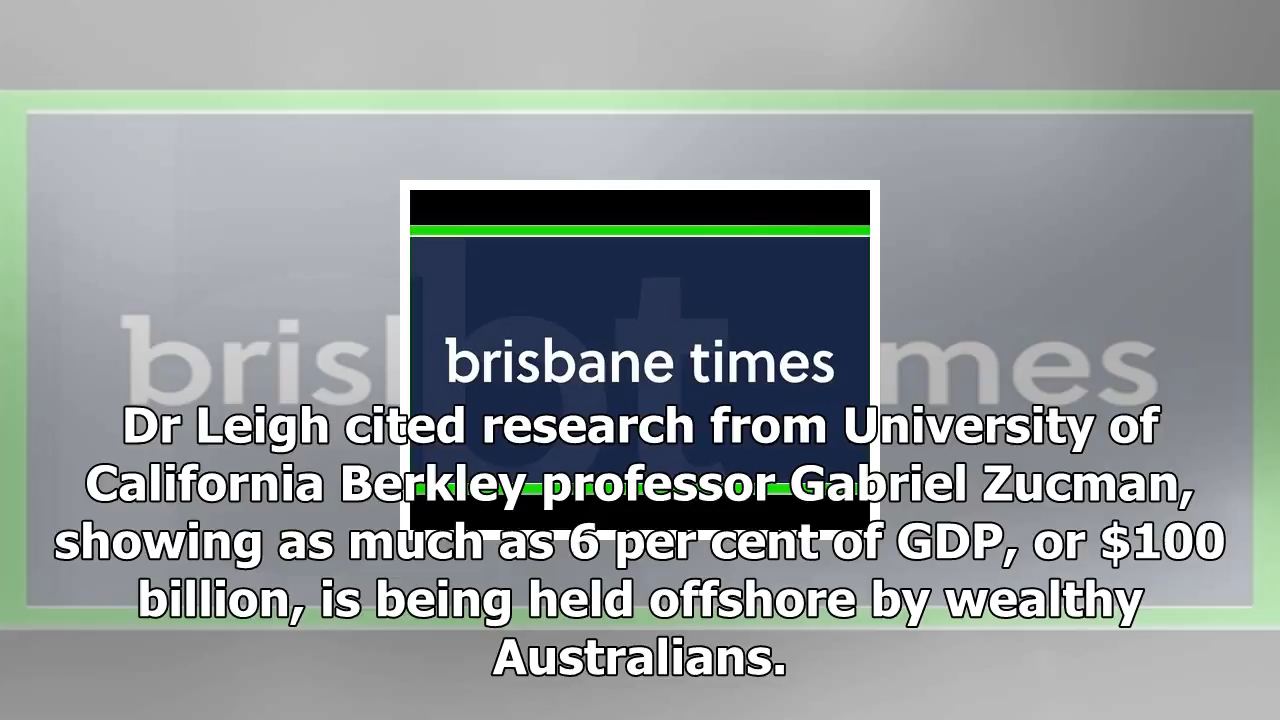 brisbane times
Dr Leigh cited research from University of
California Berkley professor Gabriel Zucman,
showing as much as 6 per cent of GDP, or $100
billion, is being held offshore by wealthy
Australians.